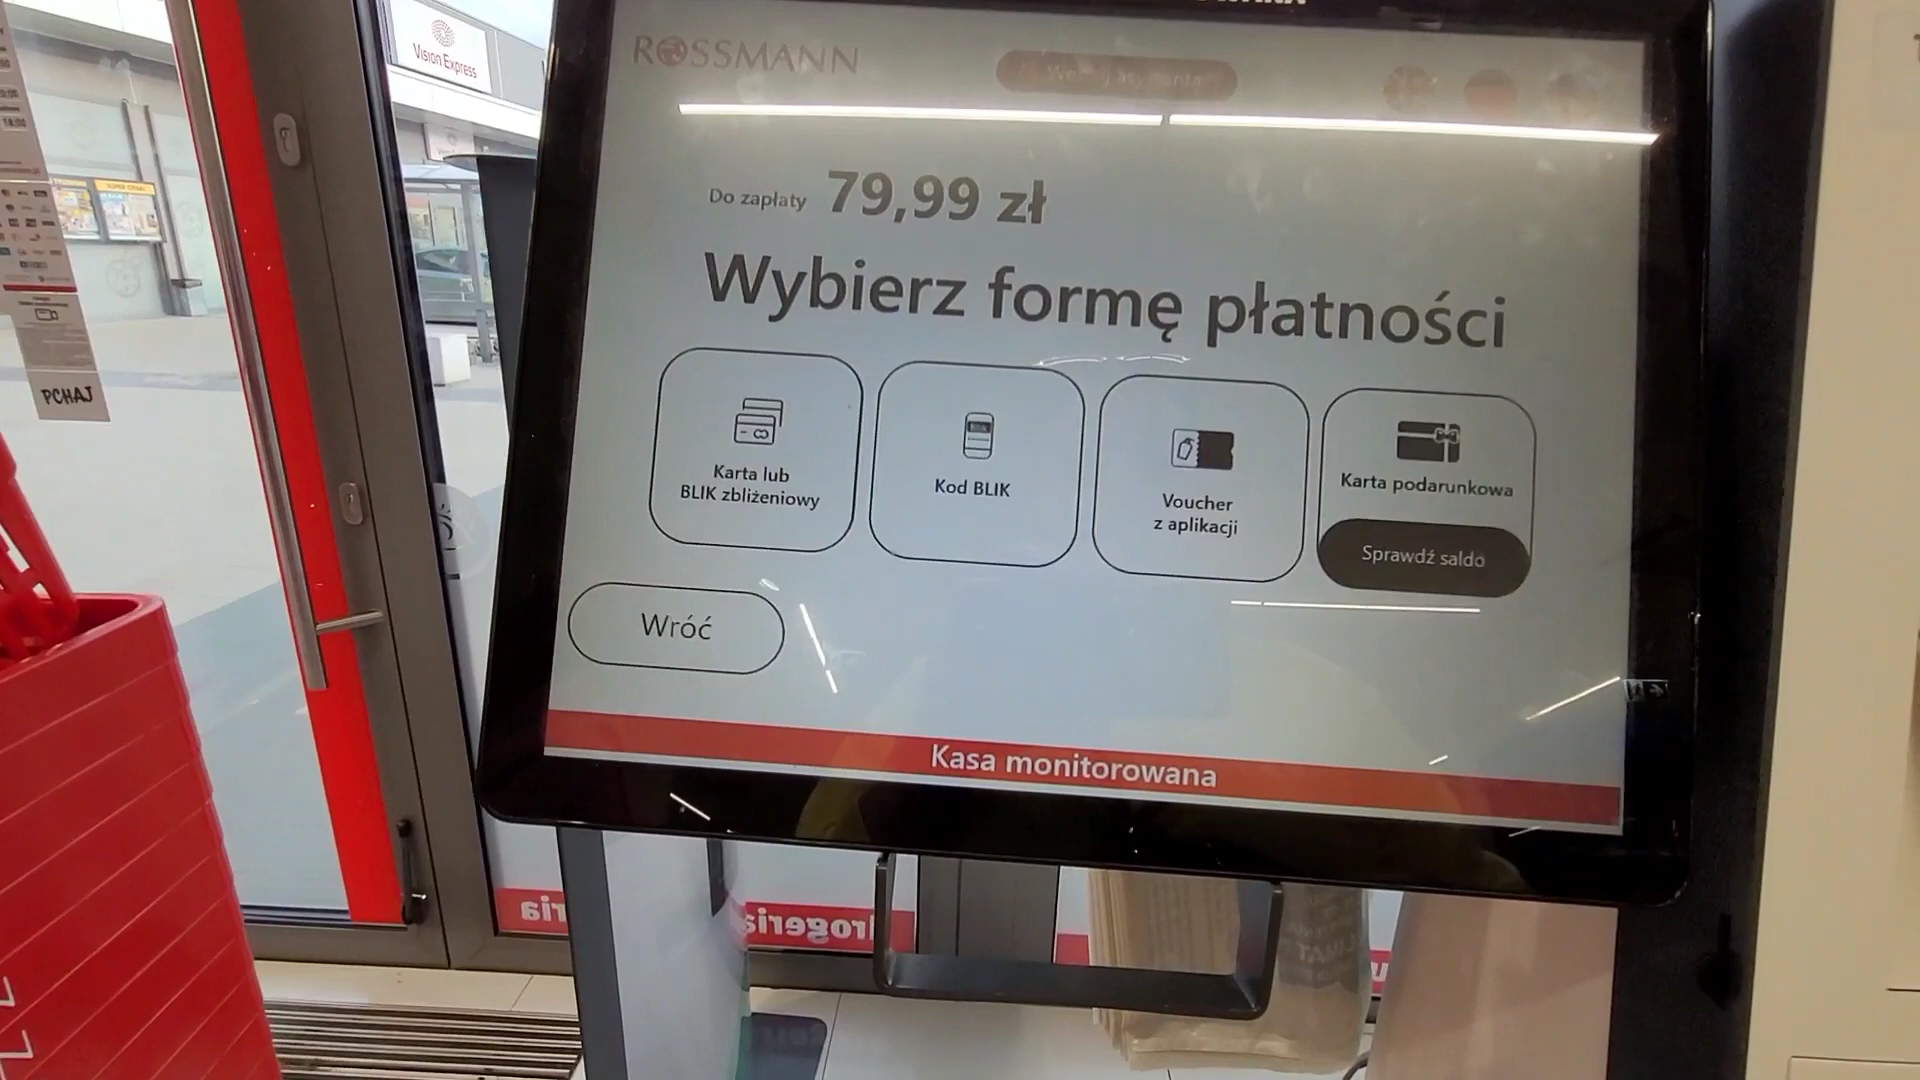 Vision Express
ROSSMANN
Do zapłaty 79,99 zł
Wybierz formę płatności
Karta lub
BLIK zbliżeniowy
Kod BLIK
Voucher
z aplikacji
Karta podarunkowa
Sprawdź saldo
Wróć
Kasa monitorowana
PCHAJ
drogeria